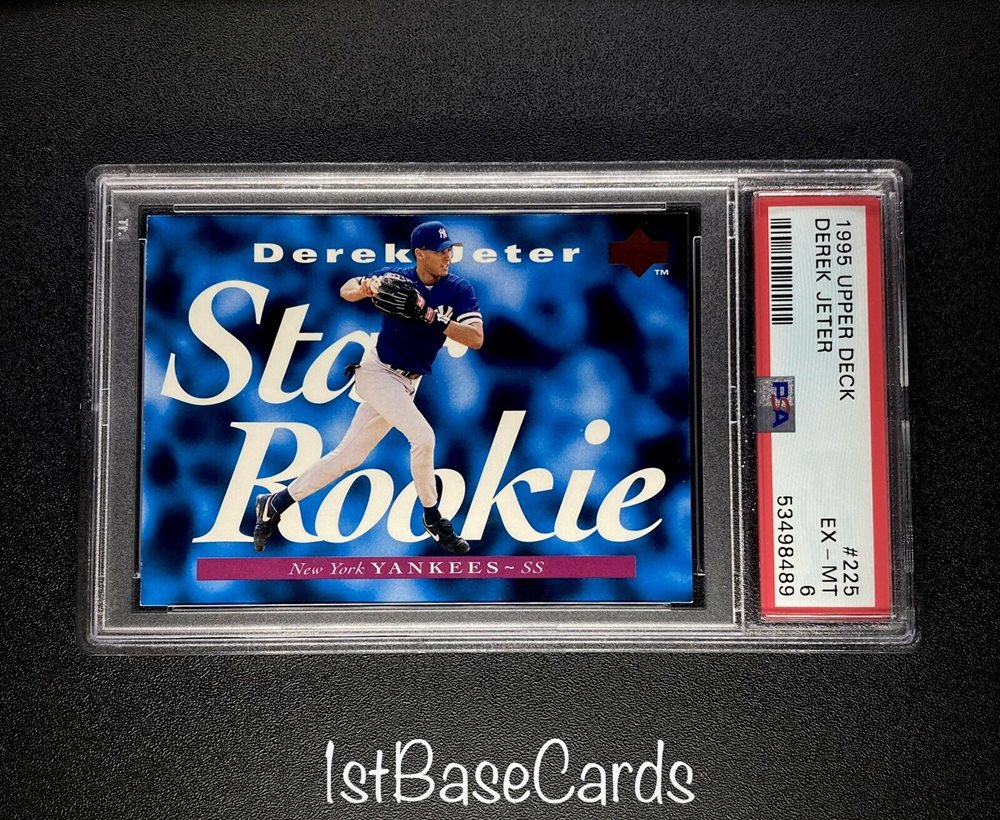 Derek Jeter
TM
Star
Rookie
New York YANKEES ~ SS
1995 UPPER DECK
DEREK JETER
PSA
#225
EX - MT
6
53498489
1stBaseCards